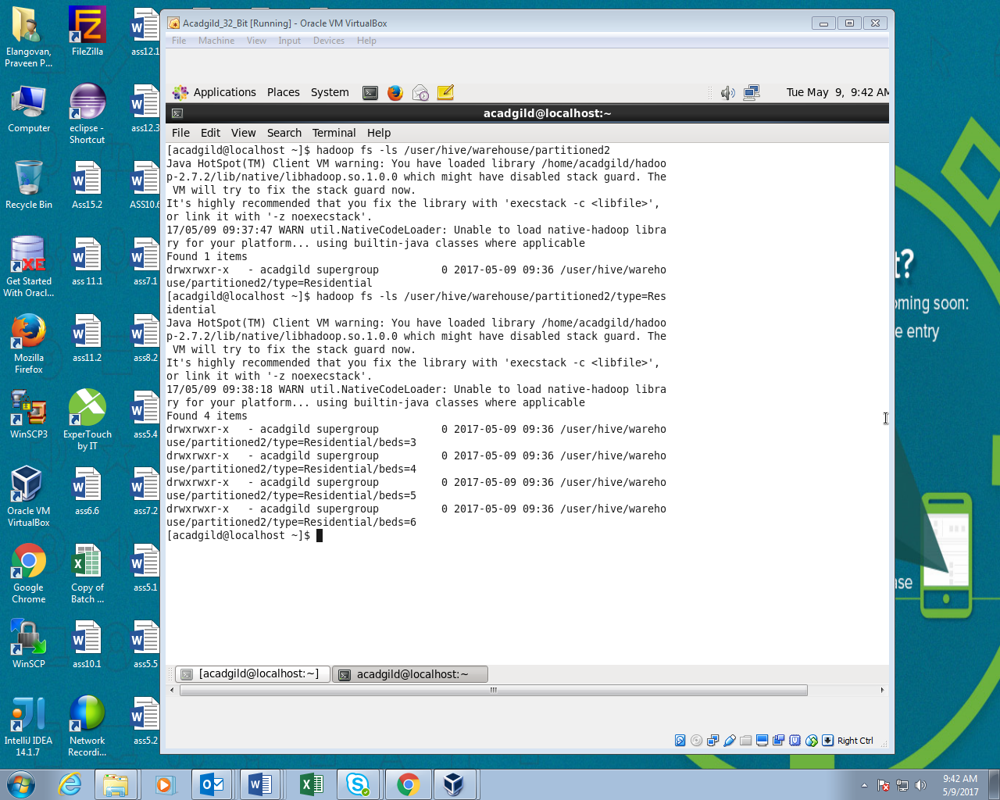 Acadgild_32_Bit [Running] - Oracle VM VirtualBox
File Machine View Input Devices Help
Applications Places System
Tue May 9, 9:42 AM
acadgild@localhost:~
File Edit View Search Terminal Help
[acadgild@localhost ~]$ hadoop fs -ls /user/hive/warehouse/partitioned2
Java HotSpot(TM) Client VM warning: You have loaded library /home/acadgild/hadoo
p-2.7.2/lib/native/libhadoop.so.1.0.0 which might have disabled stack guard. The
VM will try to fix the stack guard now.
It's highly recommended that you fix the library with 'execstack -c <libfile>',
or link it with '-z noexecstack'.
17/05/09 09:37:47 WARN util.NativeCodeLoader: Unable to load native-hadoop libra
ry for your platform... using builtin-java classes where applicable
Found 1 items
drwxrwxr-x   - acadgild supergroup          0 2017-05-09 09:36 /user/hive/wareho
use/partitioned2/type=Residential
[acadgild@localhost ~]$ hadoop fs -ls /user/hive/warehouse/partitioned2/type=Res
idential
Java HotSpot(TM) Client VM warning: You have loaded library /home/acadgild/hadoo
p-2.7.2/lib/native/libhadoop.so.1.0.0 which might have disabled stack guard. The
VM will try to fix the stack guard now.
It's highly recommended that you fix the library with 'execstack -c <libfile>',
or link it with '-z noexecstack'.
17/05/09 09:38:18 WARN util.NativeCodeLoader: Unable to load native-hadoop libra
ry for your platform... using builtin-java classes where applicable
Found 4 items
drwxrwxr-x   - acadgild supergroup          0 2017-05-09 09:36 /user/hive/wareho
use/partitioned2/type=Residential/beds=3
drwxrwxr-x   - acadgild supergroup          0 2017-05-09 09:36 /user/hive/wareho
use/partitioned2/type=Residential/beds=4
drwxrwxr-x   - acadgild supergroup          0 2017-05-09 09:36 /user/hive/wareho
use/partitioned2/type=Residential/beds=5
drwxrwxr-x   - acadgild supergroup          0 2017-05-09 09:36 /user/hive/wareho
use/partitioned2/type=Residential/beds=6
[acadgild@localhost ~]$
[acadgild@localhost:~]
acadgild@localhost:~
Right Ctrl
Elangovan,
Praveen P...
FileZilla
ass12.1
Computer
eclipse -
Shortcut
ass12.3
Recycle Bin
Ass15.2
ASS10.6
Get Started
With Oracl...
ass 11.1
ass7.1
Mozilla
Firefox
ass11.2
ass8.2
WinSCP3
ExperTouch
by IT
ass5.4
Oracle VM
VirtualBox
ass6.6
ass7.2
Google
Chrome
Copy of
Batch ...
ass5.1
WinSCP
ass10.1
ass5.5
IntelliJ IDEA
14.1.7
Network
Recordi...
ass5.2
t?
oming soon:
e entry
ase
9:42 AM
5/9/2017